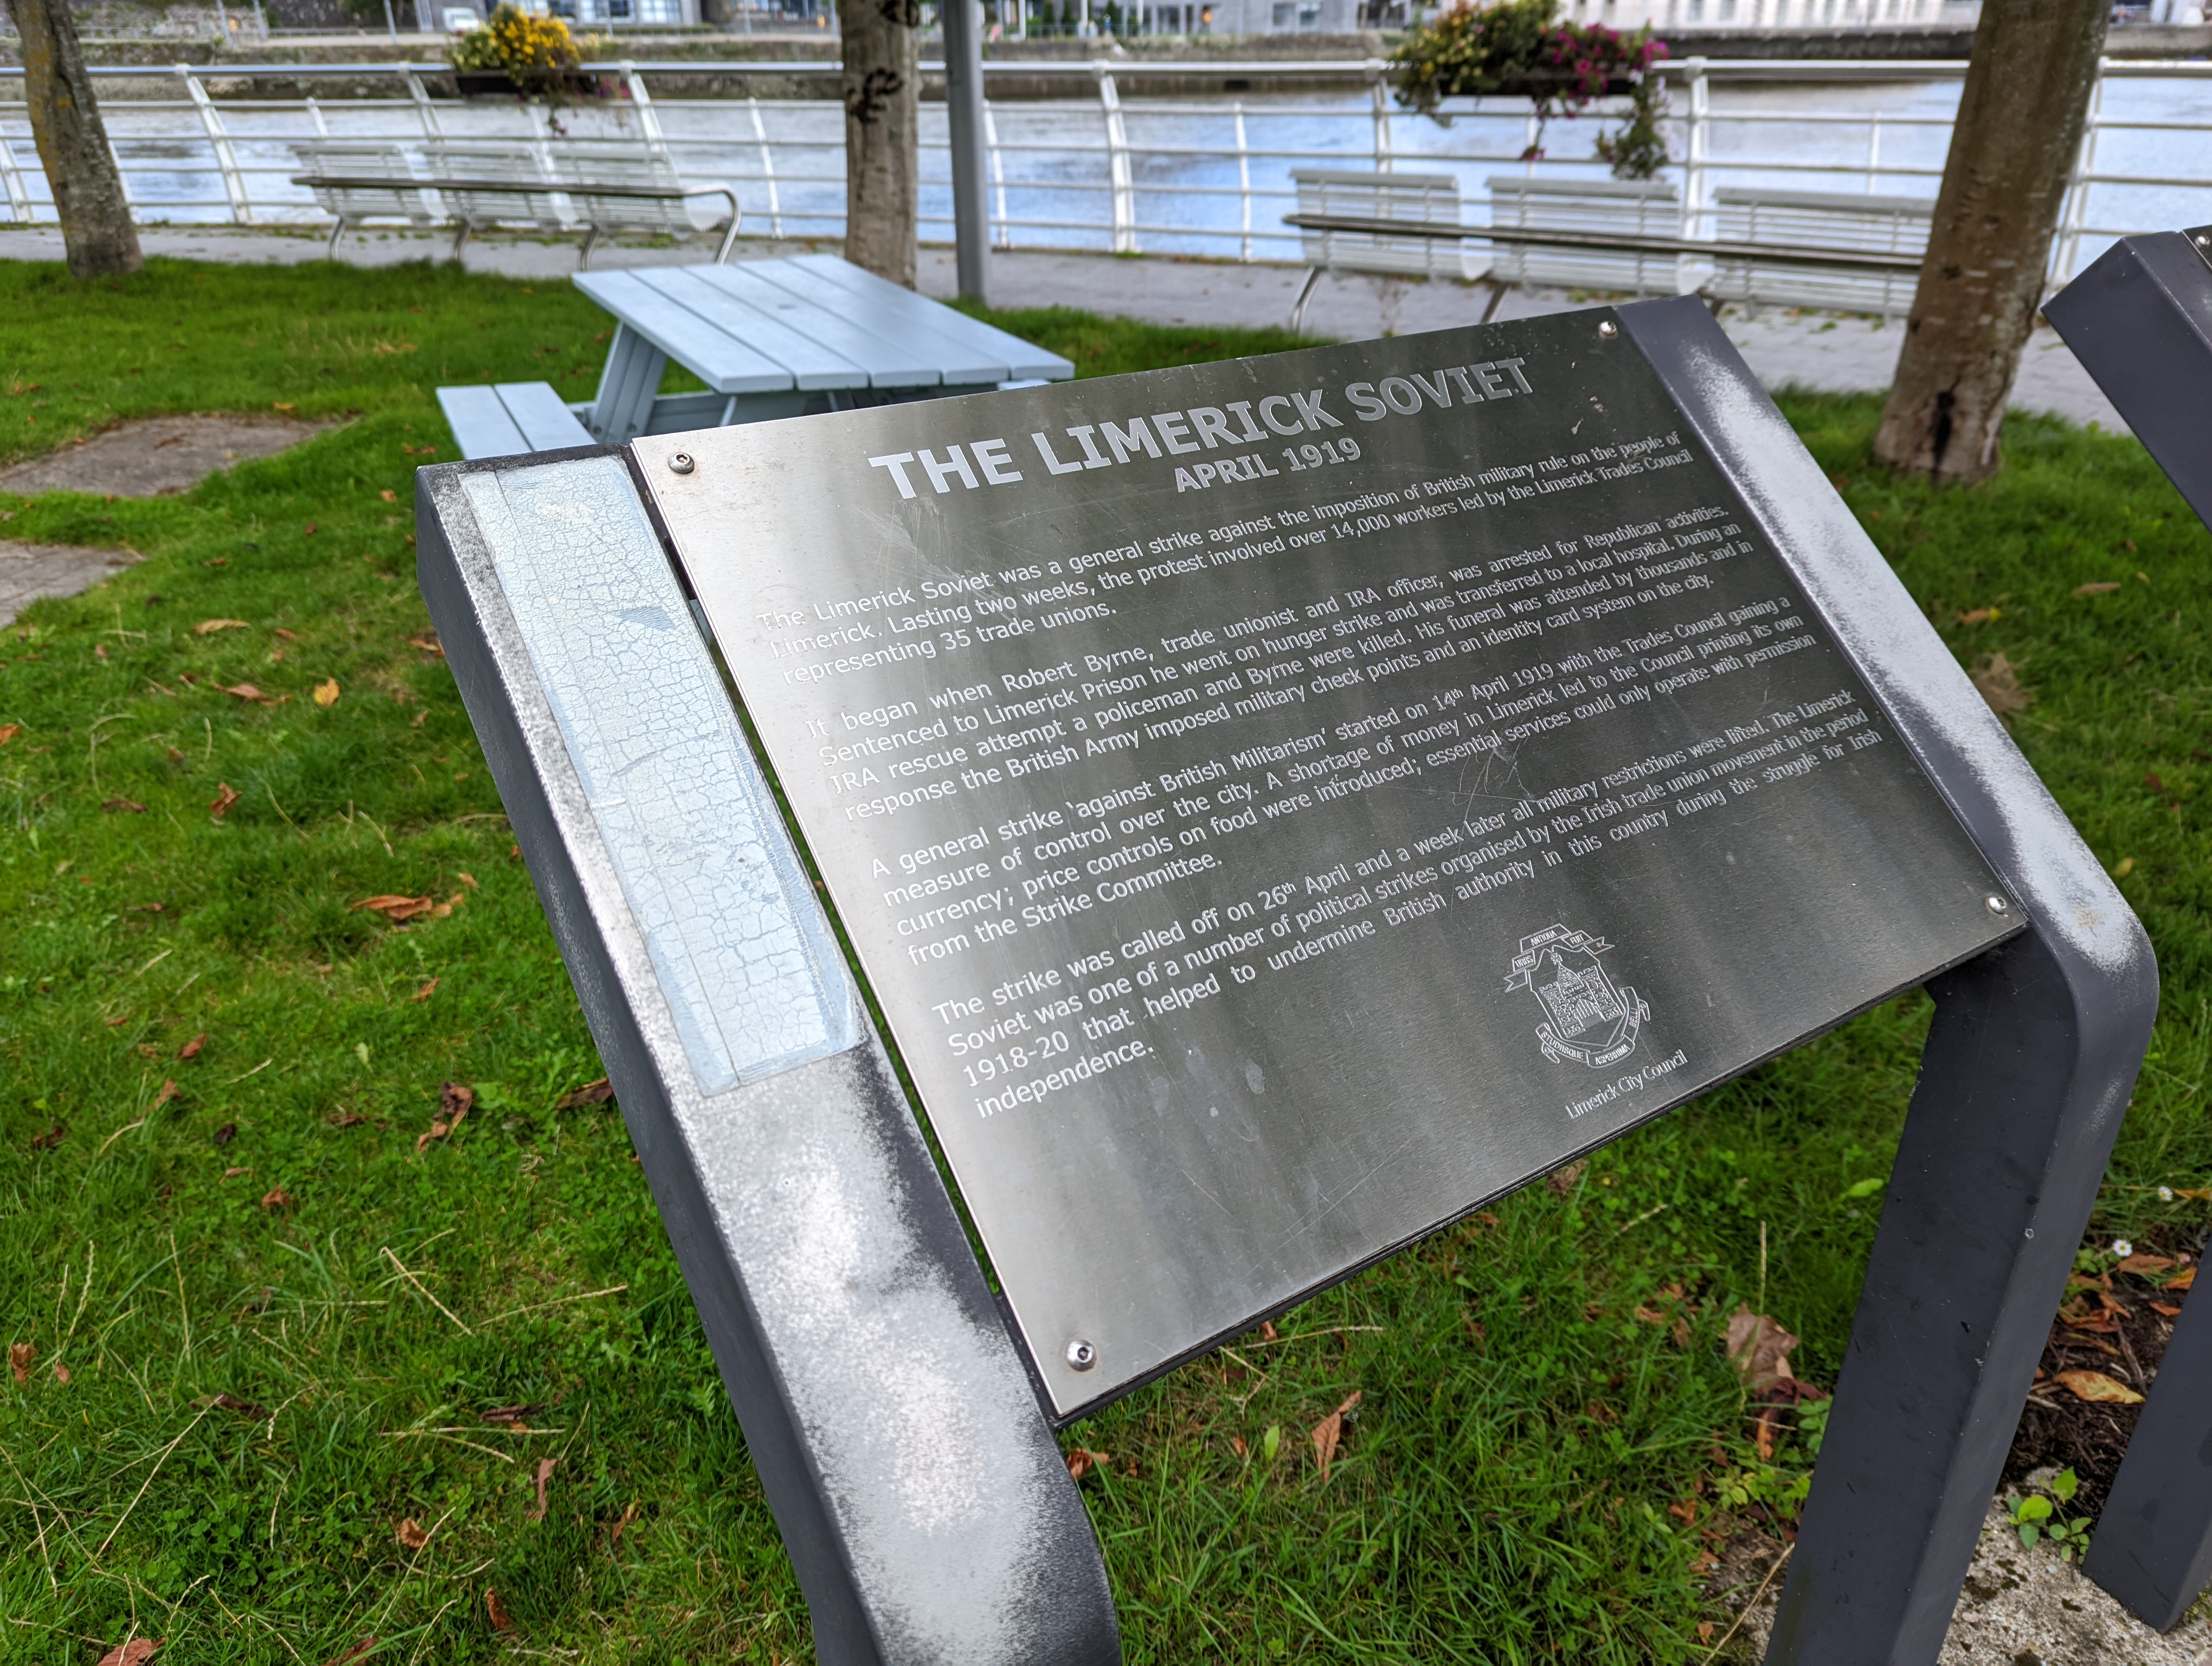 THE LIMERICK SOVIET
APRIL 1919
The Limerick Soviet was a general strike against the imposition of British military rule on the people of
Limerick. Lasting two weeks, the protest involved over 14,000 workers led by the Limerick Trades Council
representing 35 trade unions.
It began when Robert Byrne, trade unionist and IRA officer, was arrested for Republican activities.
Sentenced to Limerick Prison he went on hunger strike and was transferred to a local hospital. During an
IRA rescue attempt a policeman and Byrne were killed. His funeral was attended by thousands and in
response the British Army imposed military check points and an identity card system on the city.
A general strike 'against British Militarism' started on 14th April 1919 with the Trades Council gaining a
measure of control over the city. A shortage of money in Limerick led to the Council printing its own
currency; price controls on food were introduced; essential services could only operate with permission
from the Strike Committee.
The strike was called off on 26th April and a week later all military restrictions were lifted. The Limerick
Soviet was one of a number of political strikes organised by the Irish trade union movement in the period
1918-20 that helped to undermine British authority in this country during the struggle for Irish
independence.
URBS ANTIQUA FUIT
STUDIISQUE ASPERRIMA BELLI
Limerick City Council